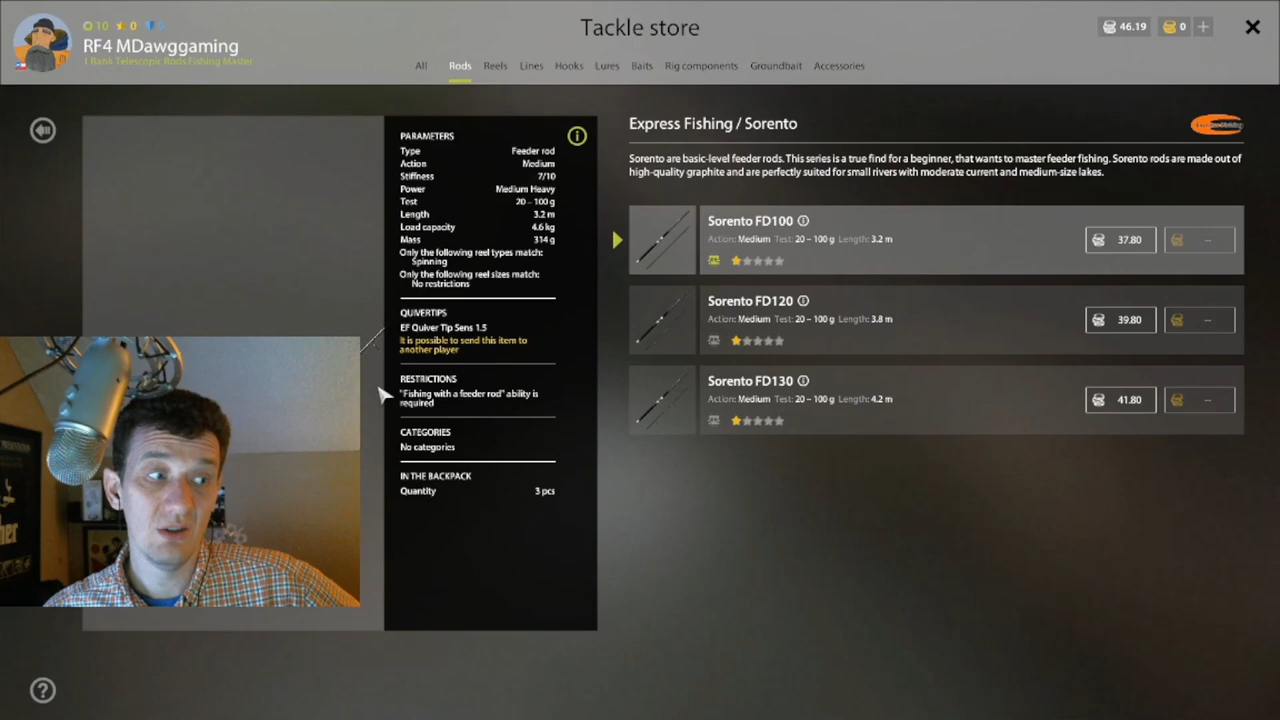 10 0 0
RF4 MDawggaming
1 Rank Telescopic Rods Fishing Master
Tackle store
46.19 0 +
All Rods Reels Lines Hooks Lures Baits Rig components Groundbait Accessories
PARAMETERS
Type Feeder rod
Action Medium
Stiffness 7/10
Power Medium Heavy
Test 20 – 100 g
Length 3.2 m
Load capacity 4.6 kg
Mass 314 g
Only the following reel types match:
Spinning
Only the following reel sizes match:
No restrictions
QUIVERTIPS
EF Quiver Tip Sens 1.5
It is possible to send this item to
another player
RESTRICTIONS
"Fishing with a feeder rod" ability is
required
CATEGORIES
No categories
IN THE BACKPACK
Quantity 3 pcs
Express Fishing / Sorento
Sorento are basic-level feeder rods. This series is a true find for a beginner, that wants to master feeder fishing. Sorento rods are made out of
high-quality graphite and are perfectly suited for small rivers with moderate current and medium-size lakes.
Sorento FD100
Action: Medium Test: 20 – 100 g Length: 3.2 m
37.80 --
Sorento FD120
Action: Medium Test: 20 – 100 g Length: 3.8 m
39.80 --
Sorento FD130
Action: Medium Test: 20 – 100 g Length: 4.2 m
41.80 --
?